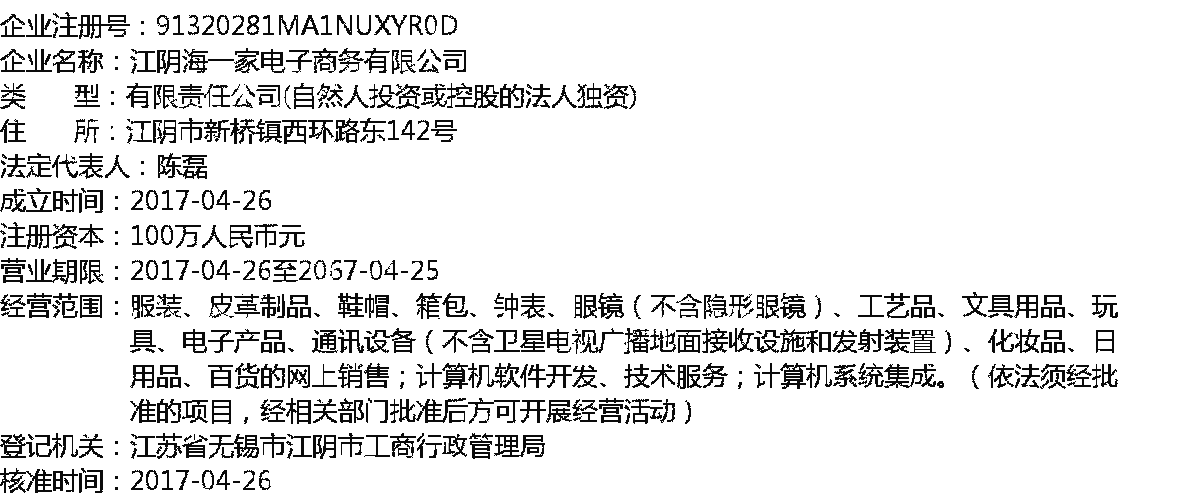 企业注册号：91320281MA1NUXYR0D
企业名称：江阴海一家电子商务有限公司
类　　型：有限责任公司(自然人投资或控股的法人独资)
住　　所：江阴市新桥镇西环路东142号
法定代表人：陈磊
成立时间：2017-04-26
注册资本：100万人民币元
营业期限：2017-04-26至2067-04-25
经营范围：服装、皮革制品、鞋帽、箱包、钟表、眼镜（不含隐形眼镜）、工艺品、文具用品、玩
具、电子产品、通讯设备（不含卫星电视广播地面接收设施和发射装置）、化妆品、日
用品、百货的网上销售；计算机软件开发、技术服务；计算机系统集成。（依法须经批
准的项目，经相关部门批准后方可开展经营活动）
登记机关：江苏省无锡市江阴市工商行政管理局
核准时间：2017-04-26